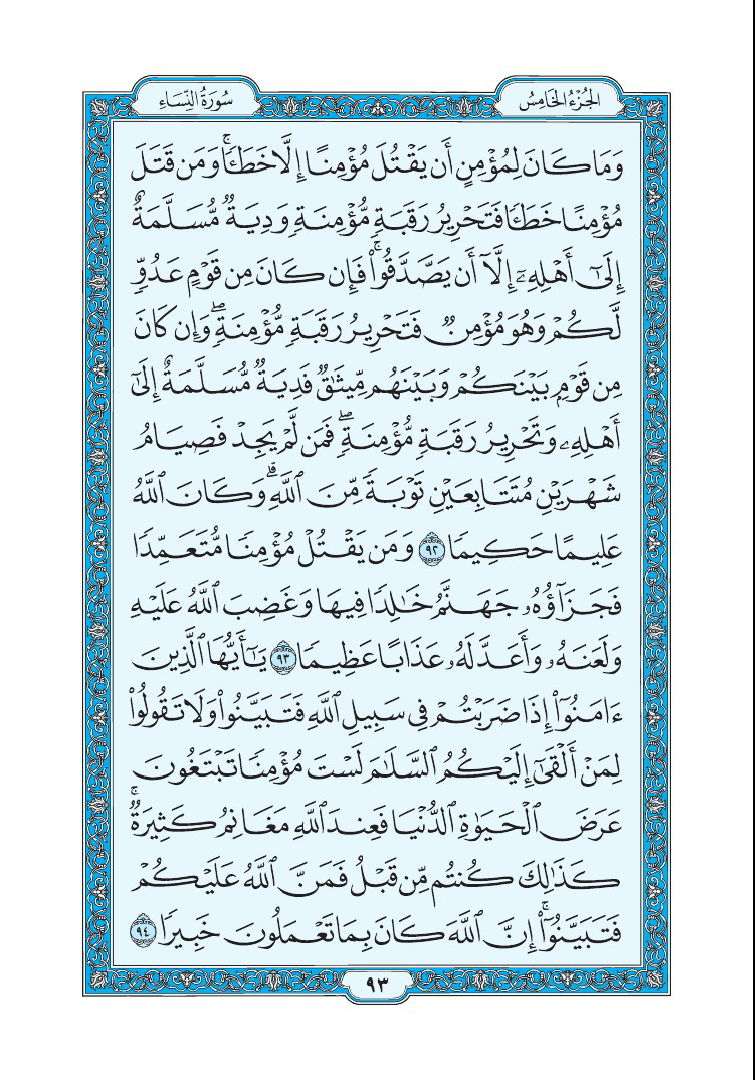 الجُزْءُ الخَامِسُ
سُورَةُ النِّسَاءِ
وَمَا كَانَ لِمُؤْمِنٍ أَن يَقْتُلَ مُؤْمِنًا إِلَّا خَطَـًٔاۚ وَمَن قَتَلَ
مُؤْمِنًا خَطَـًٔا فَتَحْرِيرُ رَقَبَةٍ مُّؤْمِنَةٍ وَدِيَةٌ مُّسَلَّمَةٌ
إِلَىٰٓ أَهْلِهِۦٓ إِلَّآ أَن يَصَّدَّقُوا۟ۚ فَإِن كَانَ مِن قَوْمٍ عَدُوٍّ
لَّكُمْ وَهُوَ مُؤْمِنٌ فَتَحْرِيرُ رَقَبَةٍ مُّؤْمِنَةٍۖ وَإِن كَانَ
مِن قَوْمٍۭ بَيْنَكُمْ وَبَيْنَهُم مِّيثَٰقٌ فَدِيَةٌ مُّسَلَّمَةٌ إِلَىٰٓ
أَهْلِهِۦ وَتَحْرِيرُ رَقَبَةٍ مُّؤْمِنَةٍۖ فَمَن لَّمْ يَجِدْ فَصِيَامُ
شَهْرَيْنِ مُتَتَابِعَيْنِ تَوْبَةً مِّنَ ٱللَّهِۗ وَكَانَ ٱللَّهُ
عَلِيمًا حَكِيمًا ٩٢ وَمَن يَقْتُلْ مُؤْمِنًا مُّتَعَمِّدًا
فَجَزَآؤُهُۥ جَهَنَّمُ خَٰلِدًا فِيهَا وَغَضِبَ ٱللَّهُ عَلَيْهِ
وَلَعَنَهُۥ وَأَعَدَّ لَهُۥ عَذَابًا عَظِيمًا ٩٣ يَٰٓأَيُّهَا ٱلَّذِينَ
ءَامَنُوٓا۟ إِذَا ضَرَبْتُمْ فِى سَبِيلِ ٱللَّهِ فَتَبَيَّنُوا۟ وَلَا تَقُولُوا۟
لِمَنْ أَلْقَىٰٓ إِلَيْكُمُ ٱلسَّلَٰمَ لَسْتَ مُؤْمِنًا تَبْتَغُونَ
عَرَضَ ٱلْحَيَوٰةِ ٱلدُّنْيَا فَعِندَ ٱللَّهِ مَغَانِمُ كَثِيرَةٌۚ
كَذَٰلِكَ كُنتُم مِّن قَبْلُ فَمَنَّ ٱللَّهُ عَلَيْكُمْ
فَتَبَيَّنُوٓا۟ۚ إِنَّ ٱللَّهَ كَانَ بِمَا تَعْمَلُونَ خَبِيرًا ٩٤
٩٣